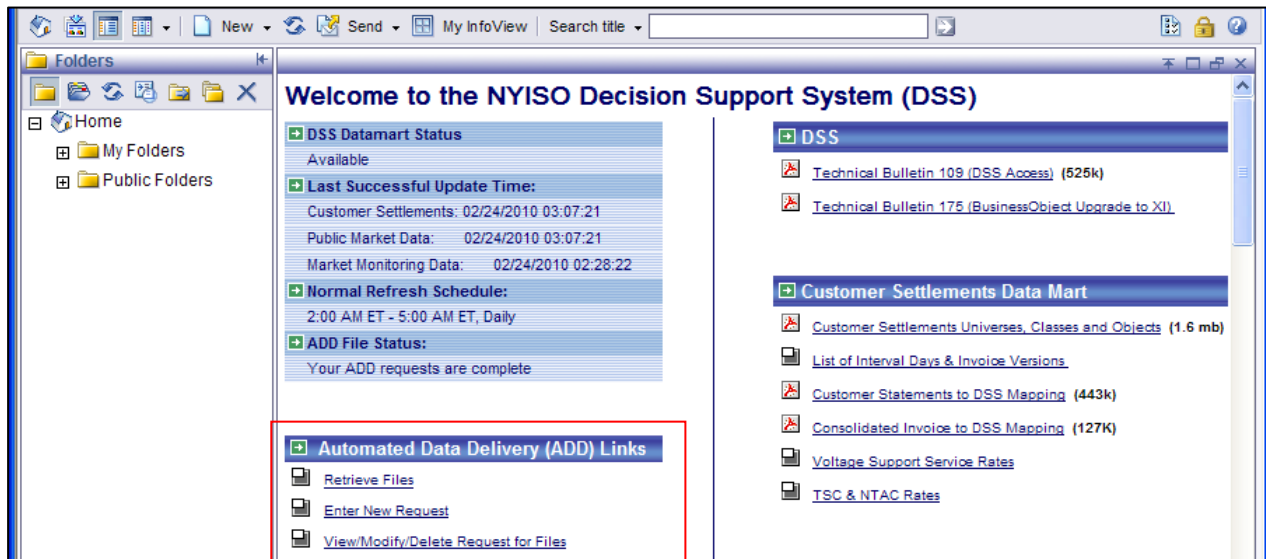 New Send My InfoView Search title
Folders
Home
My Folders
Public Folders
Welcome to the NYISO Decision Support System (DSS)
DSS Datamart Status
Available
Last Successful Update Time:
Customer Settlements: 02/24/2010 03:07:21
Public Market Data: 02/24/2010 03:07:21
Market Monitoring Data: 02/24/2010 02:28:22
Normal Refresh Schedule:
2:00 AM ET - 5:00 AM ET, Daily
ADD File Status:
Your ADD requests are complete
Automated Data Delivery (ADD) Links
Retrieve Files
Enter New Request
View/Modify/Delete Request for Files
DSS
Technical Bulletin 109 (DSS Access) (525k)
Technical Bulletin 175 (BusinessObject Upgrade to XI)
Customer Settlements Data Mart
Customer Settlements Universes, Classes and Objects (1.6 mb)
List of Interval Days & Invoice Versions
Customer Statements to DSS Mapping (443k)
Consolidated Invoice to DSS Mapping (127K)
Voltage Support Service Rates
TSC & NTAC Rates